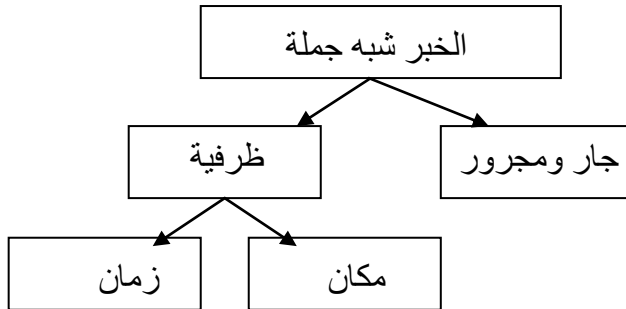 الخبر شبه جملة
جار ومجرور
ظرفية
مكان
زمان